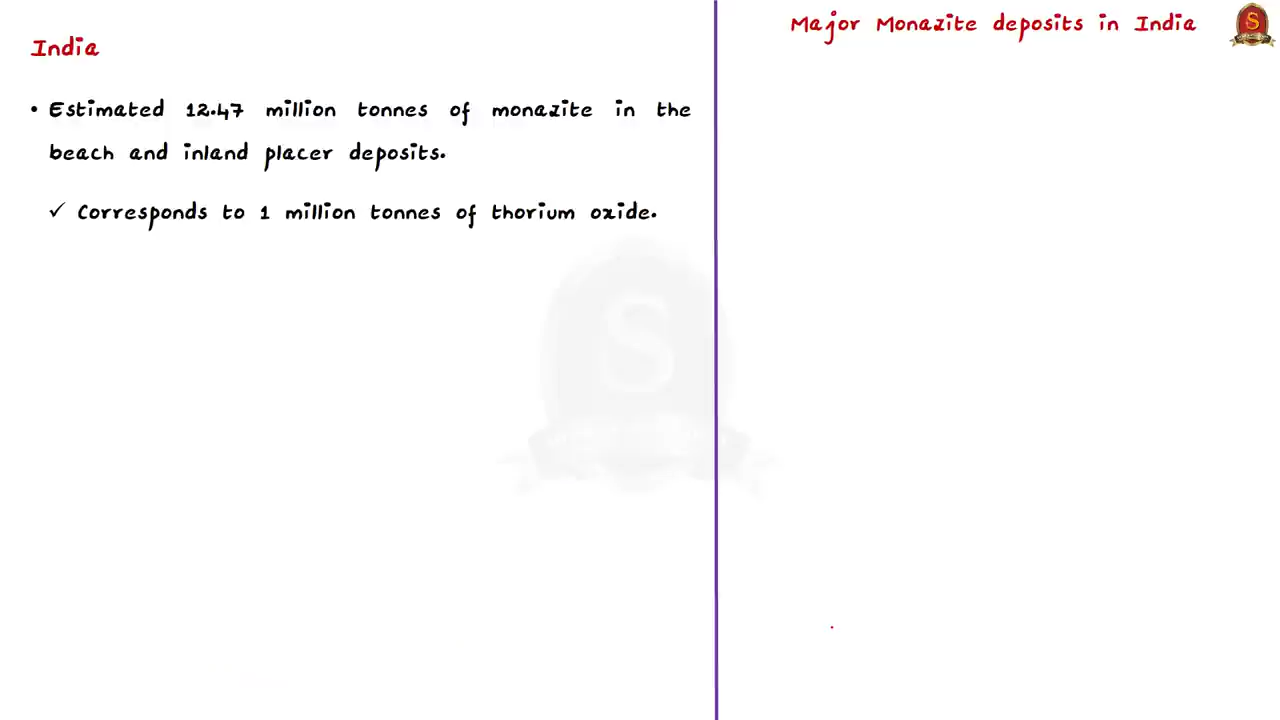 India
• Estimated 12.47 million tonnes of monazite in the
beach and inland placer deposits.
✓ Corresponds to 1 million tonnes of thorium oxide.
Major Monazite deposits in India
S
S